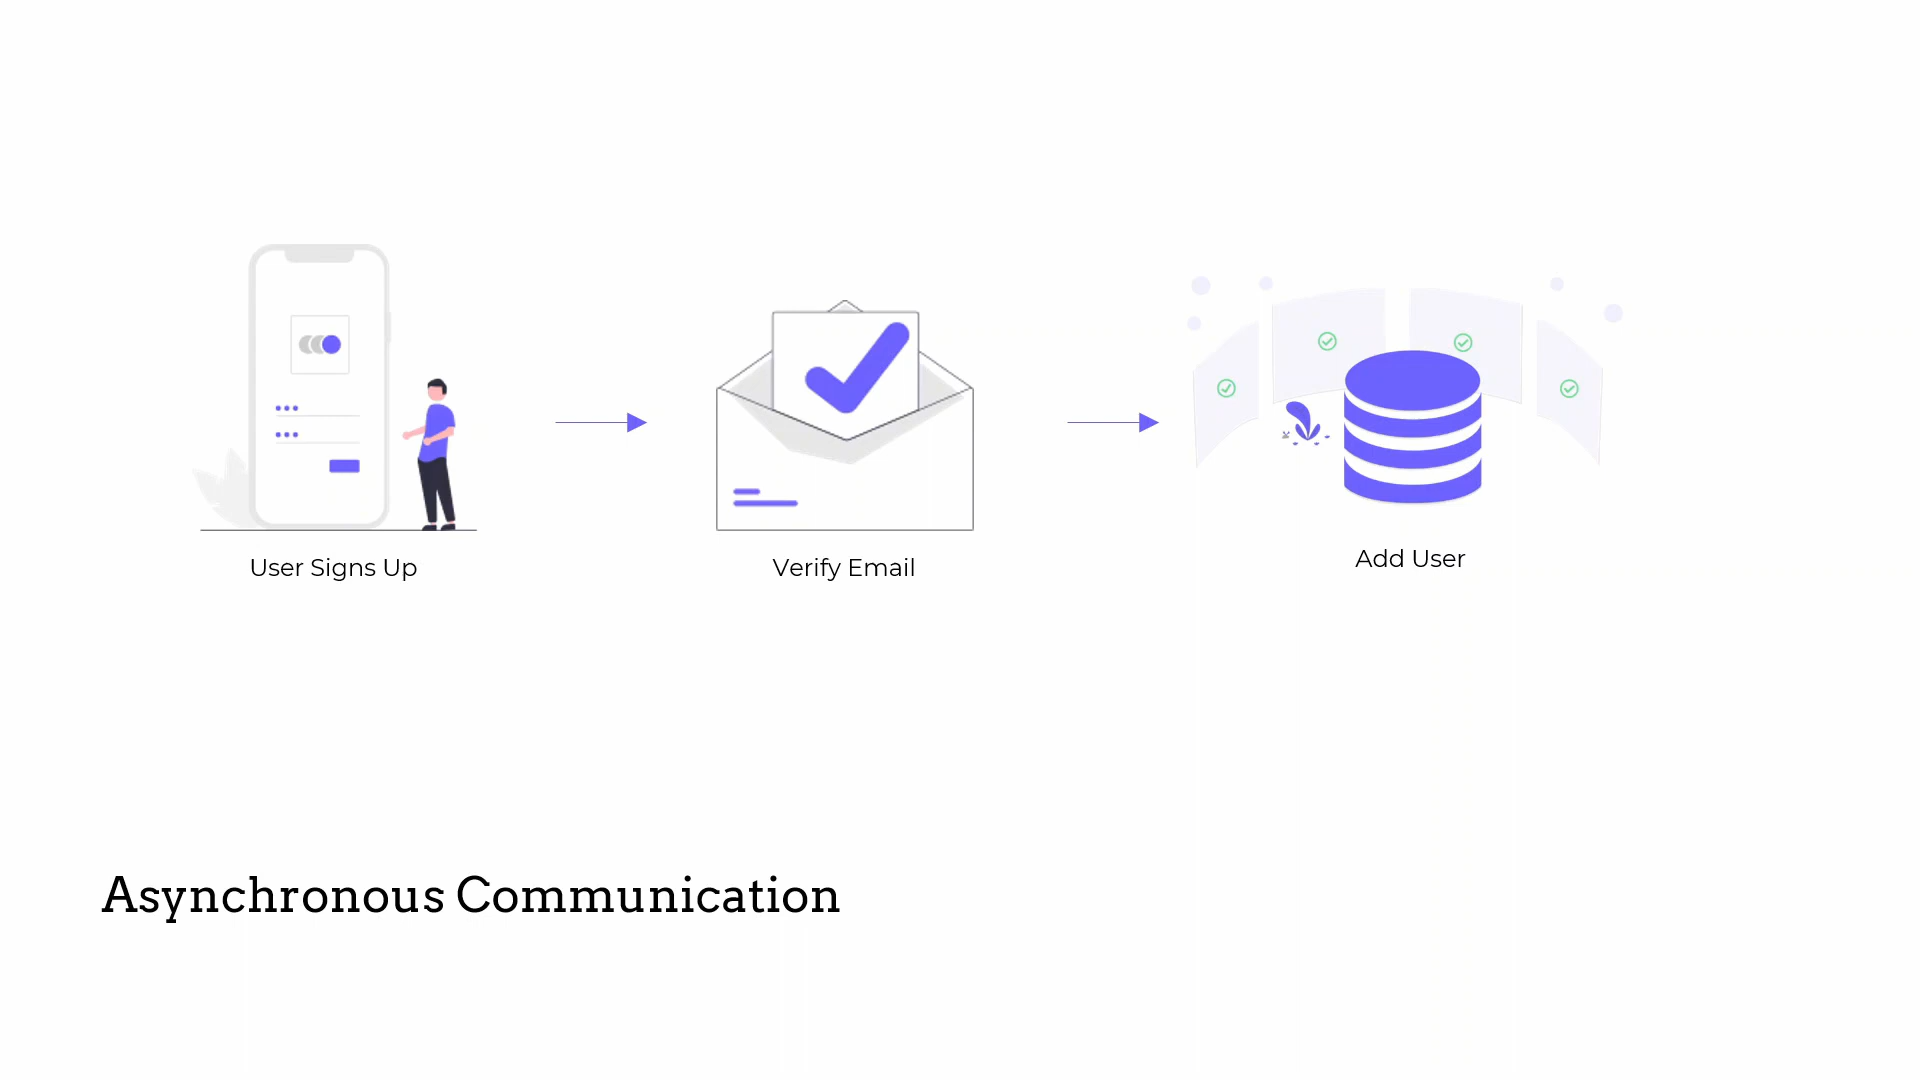 User Signs Up
Verify Email
Add User
Asynchronous Communication